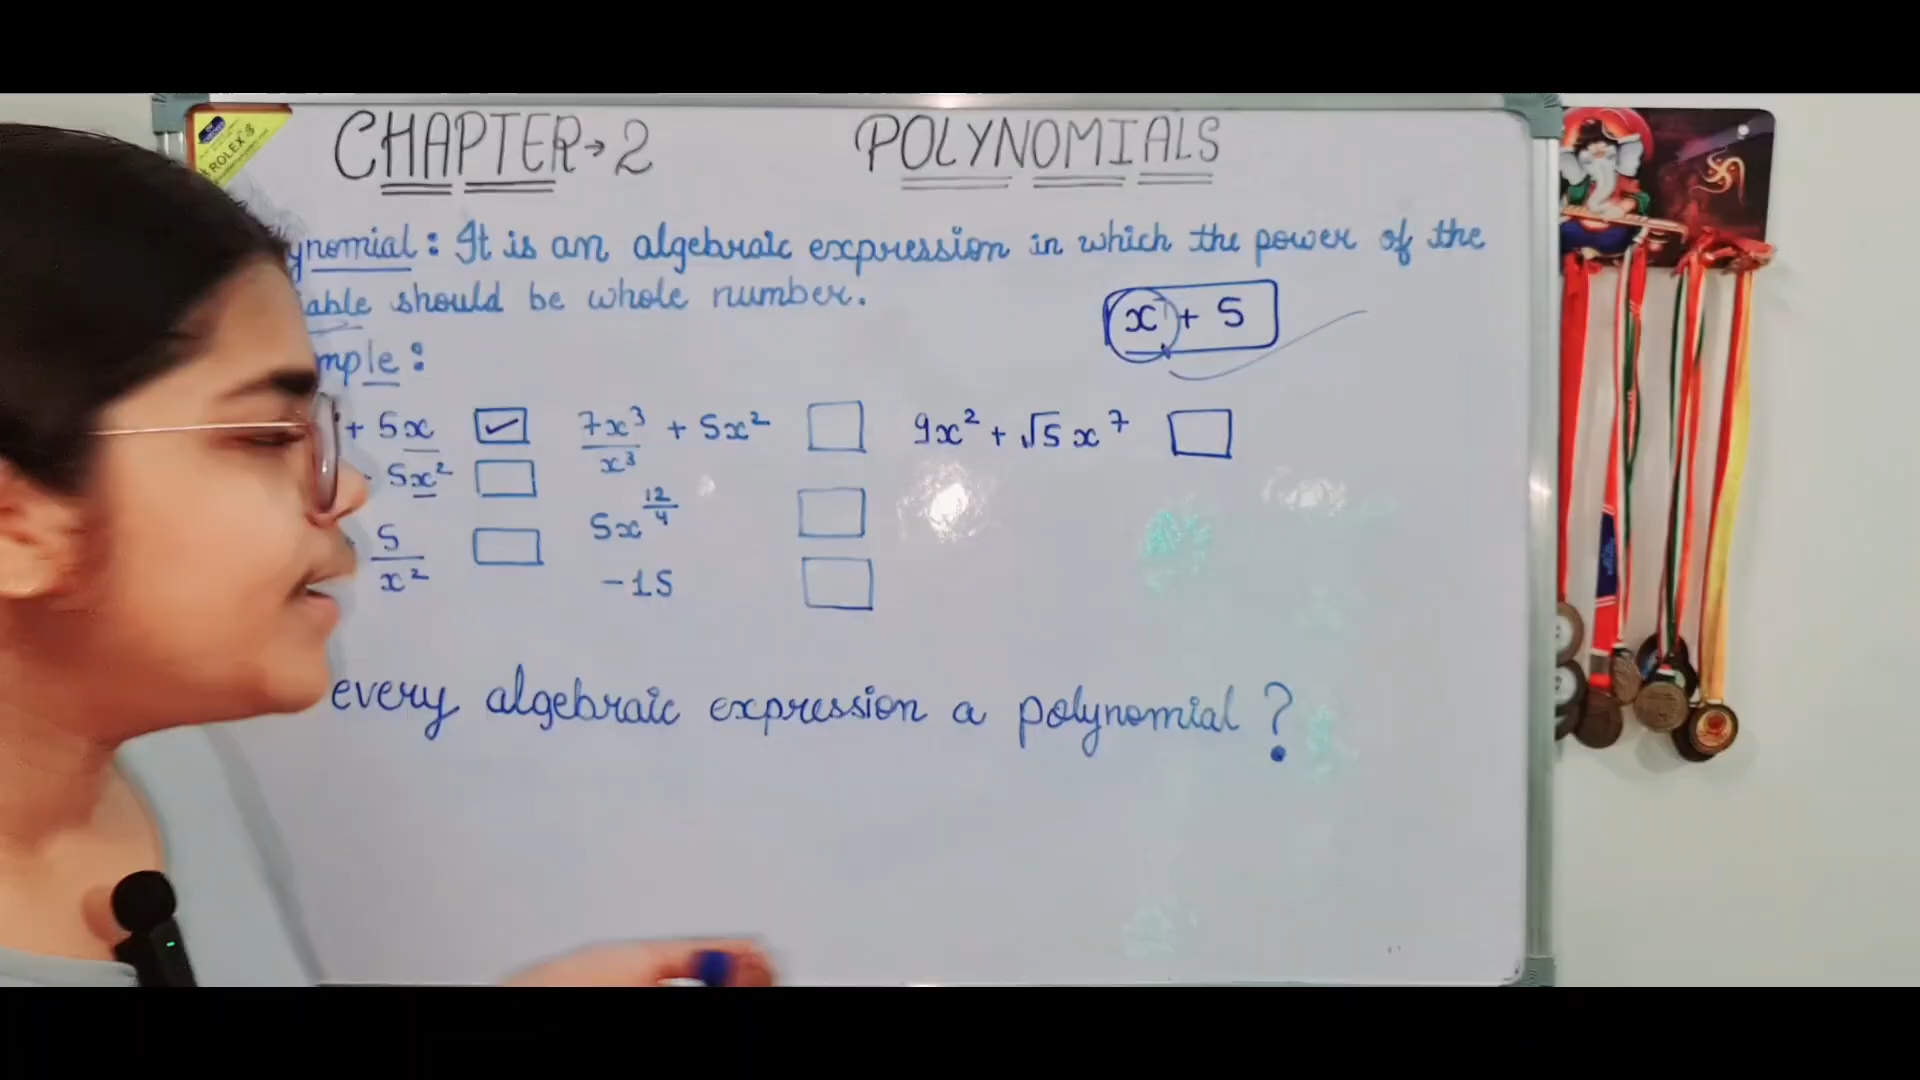 ROLEX
CHAPTER→2 POLYNOMIALS
ynomial : It is an algebraic expression in which the power of the
able should be whole number.
x¹ + 5
mple :
+ 5x ✓ 7x³/x³ + 5x² 9x² + √5 x⁷
- 5x²
5/x² 5x^12/4
-15
every algebraic expression a polynomial ?